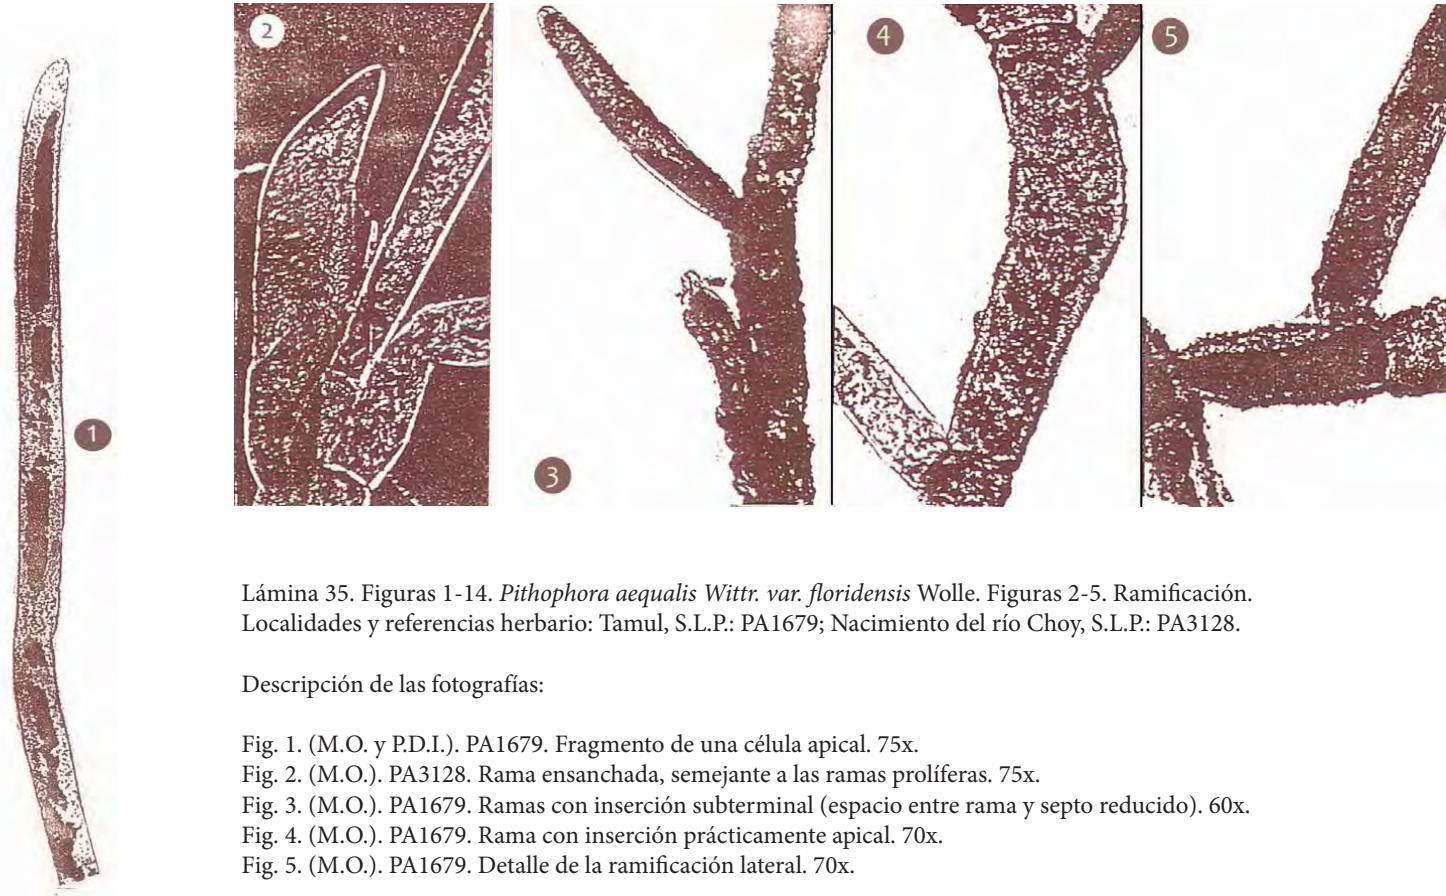 2
4
5
1
3
Lámina 35. Figuras 1-14. Pithophora aequalis Wittr. var. floridensis Wolle. Figuras 2-5. Ramificación.
Localidades y referencias herbario: Tamul, S.L.P.: PA1679; Nacimiento del río Choy, S.L.P.: PA3128.
Descripción de las fotografías:
Fig. 1. (M.O. y P.D.I.). PA1679. Fragmento de una célula apical. 75x.
Fig. 2. (M.O.). PA3128. Rama ensanchada, semejante a las ramas prolíferas. 75x.
Fig. 3. (M.O.). PA1679. Ramas con inserción subterminal (espacio entre rama y septo reducido). 60x.
Fig. 4. (M.O.). PA1679. Rama con inserción prácticamente apical. 70x.
Fig. 5. (M.O.). PA1679. Detalle de la ramificación lateral. 70x.